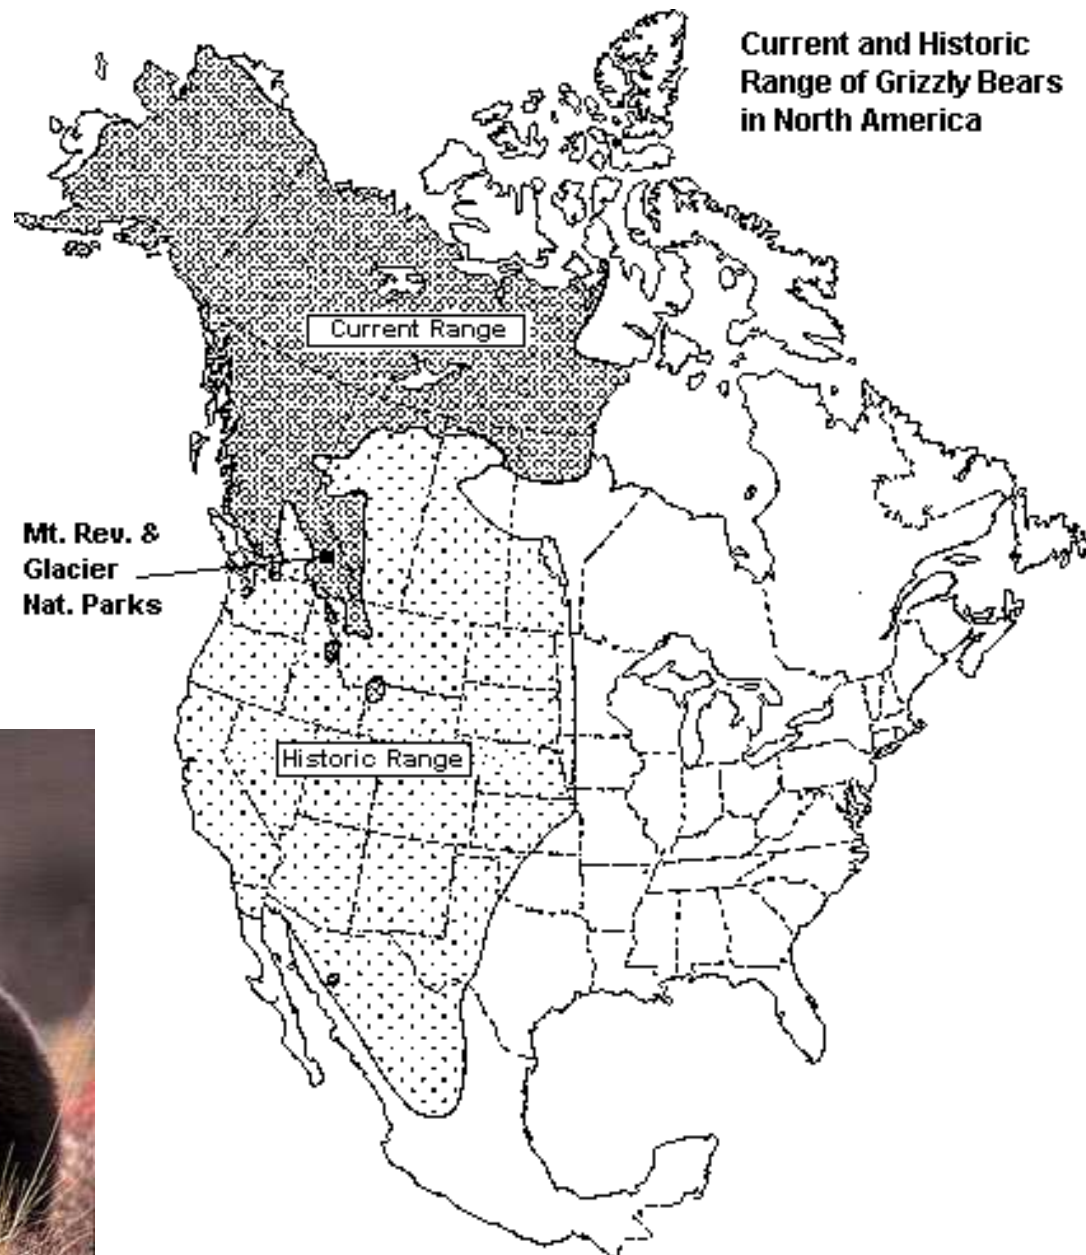 Current and Historic
Range of Grizzly Bears
in North America
Current Range
Mt. Rev. &
Glacier
Nat. Parks
Historic Range